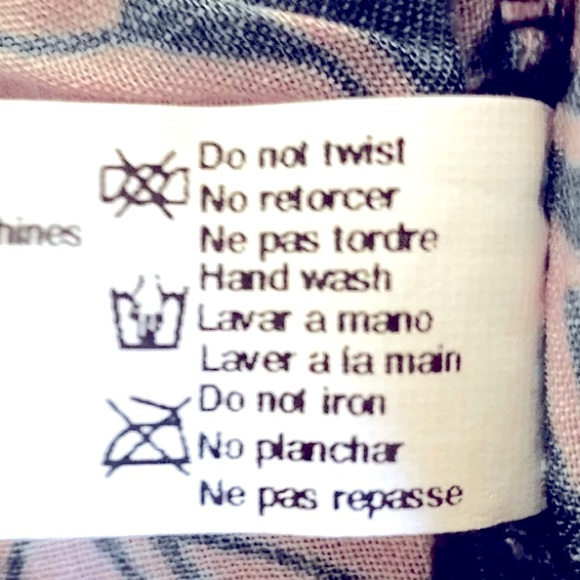 Do not twist
No retorcer
Ne pas tordre
hines
Hand wash
Lavar a mano
Laver a la main
Do not iron
No planchar
Ne pas repasse